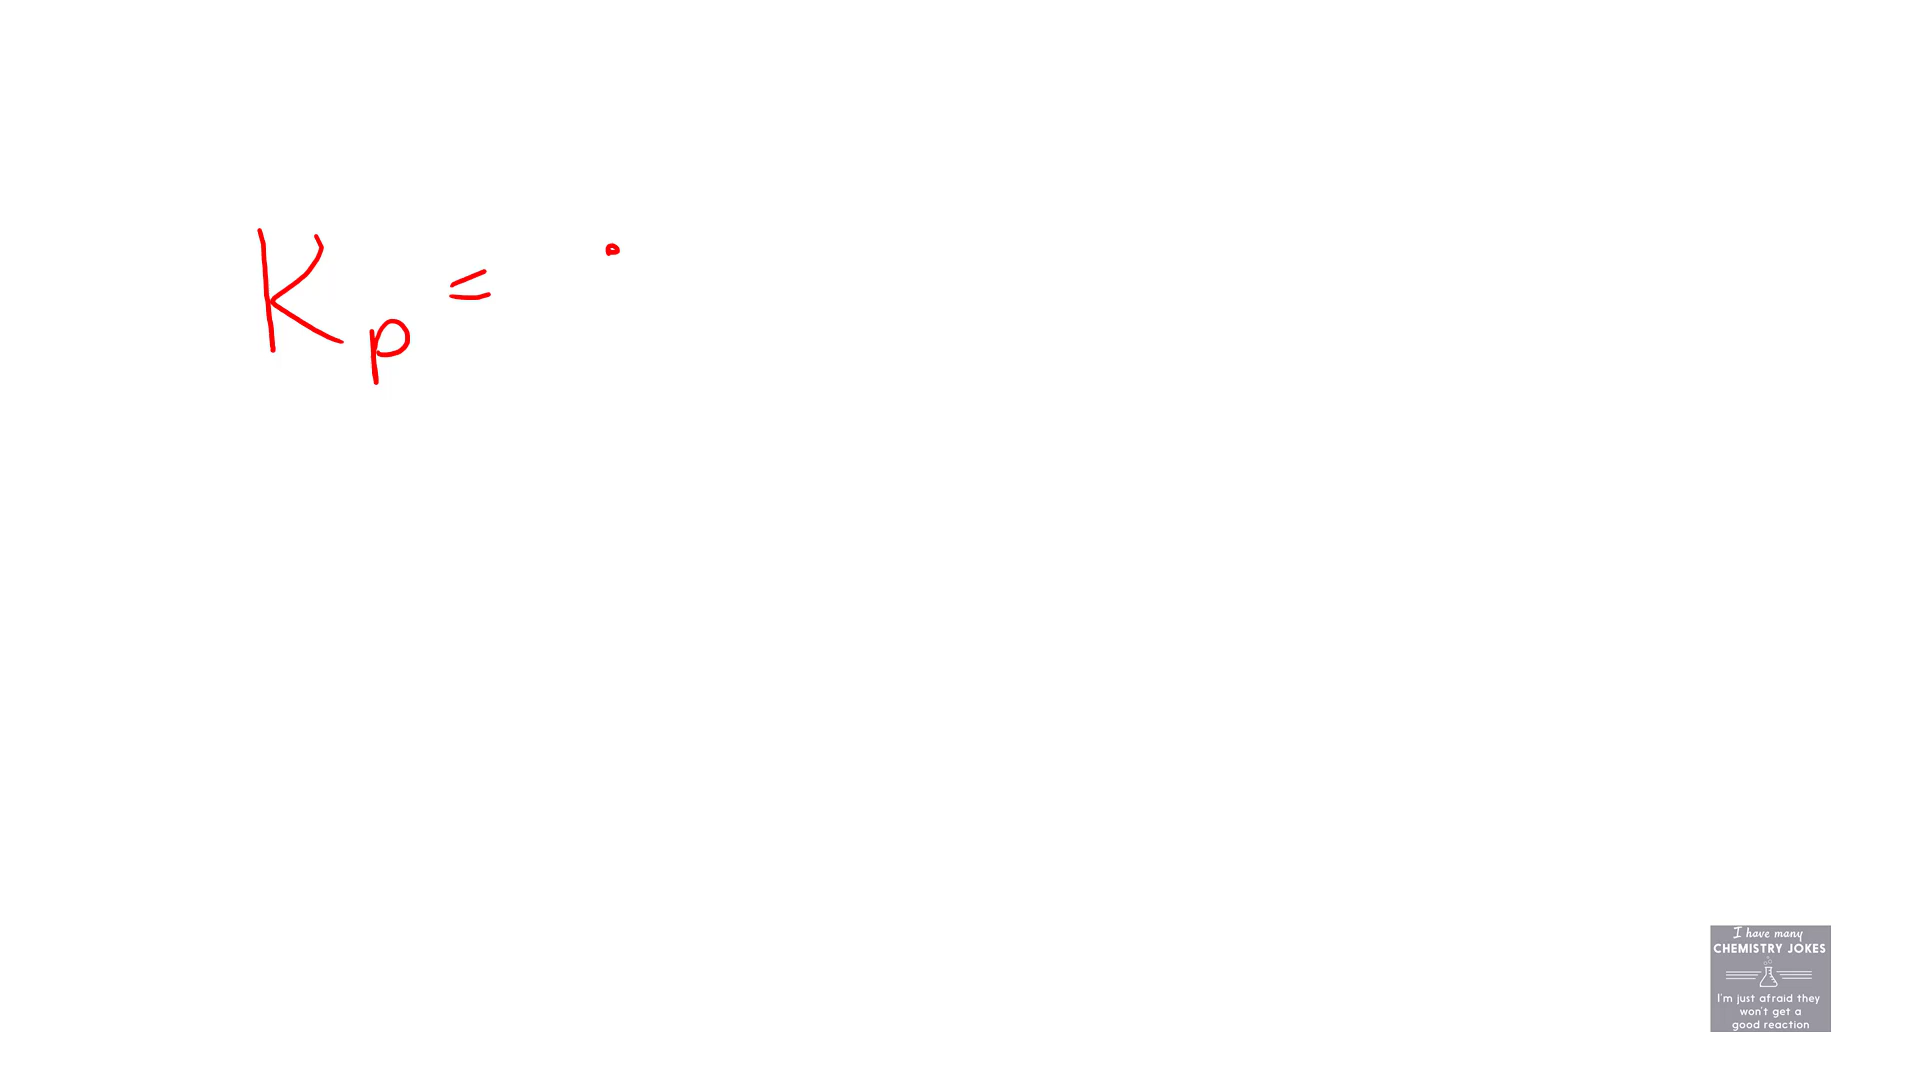 Kp =
I have many
CHEMISTRY JOKES
I'm just afraid they
won't get a
good reaction